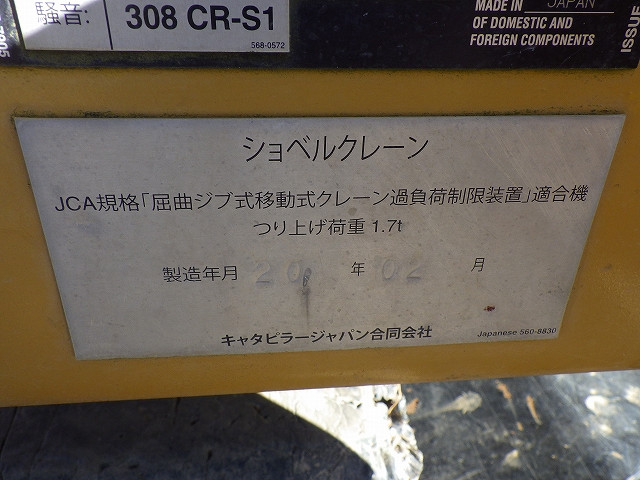 騒音:
308 CR-S1
568-0572
MADE IN JAPAN
OF DOMESTIC AND
FOREIGN COMPONENTS
ISSUE
ショベルクレーン
JCA規格「屈曲ジブ式移動式クレーン過負荷制限装置」適合機
つり上げ荷重 1.7t
製造年月 年 02 月
キャタピラージャパン合同会社
Japanese 560-8830